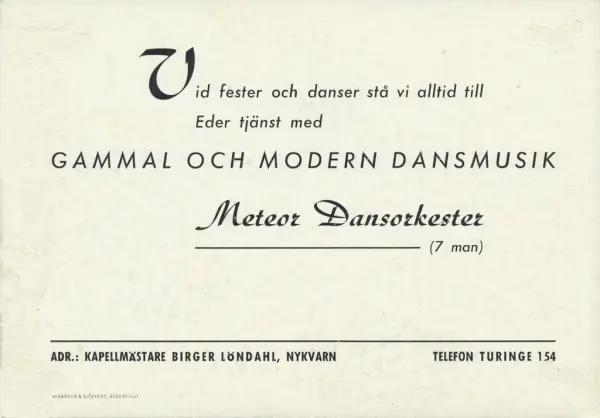 Vid fester och danser stå vi alltid till
Eder tjänst med
GAMMAL OCH MODERN DANSMUSIK
Meteor Dansorkester
(7 man)
ADR.: KAPELLMÄSTARE BIRGER LÖNDAHL, NYKVARN TELEFON TURINGE 154